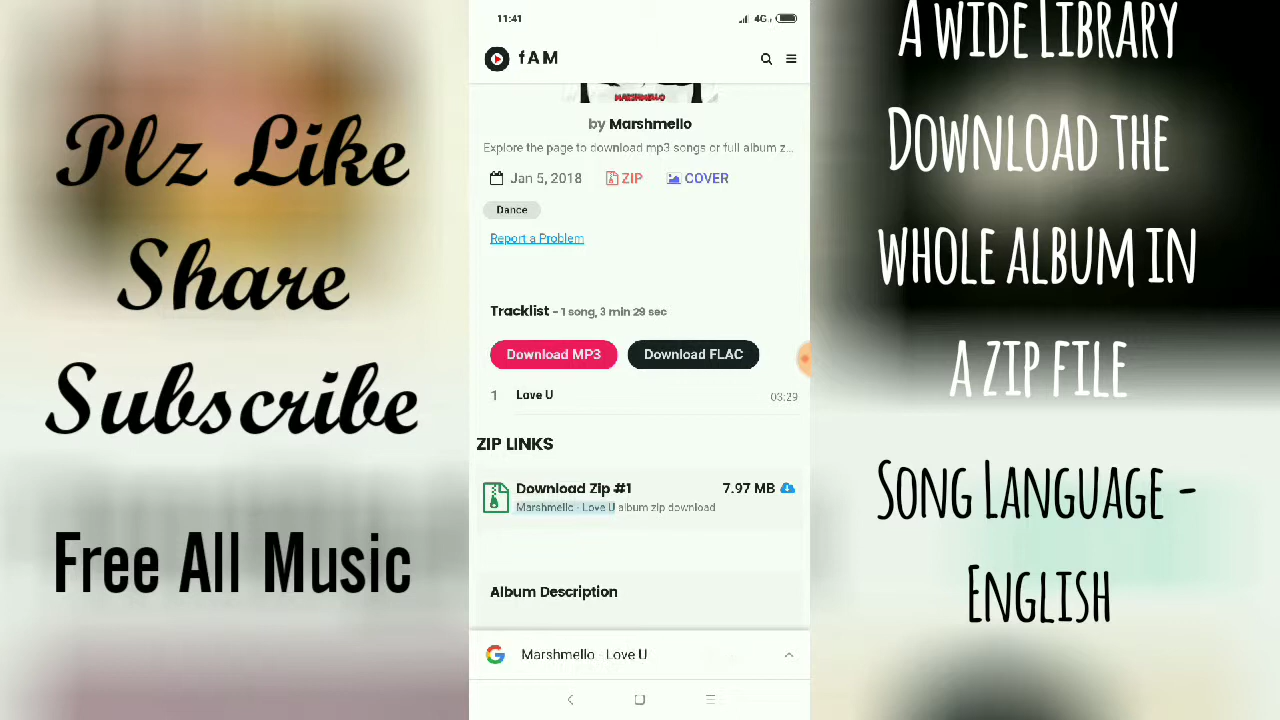 Plz Like
Share
Subscribe
Free All Music
11:41
4G
fAM
MARSHMELLO
by Marshmello
Explore the page to download mp3 songs or full album z...
Jan 5, 2018
ZIP
COVER
Dance
Report a Problem
Tracklist - 1 song, 3 min 29 sec
Download MP3
Download FLAC
1 Love U 03:29
ZIP LINKS
Download Zip #1 7.97 MB
Marshmello - Love U album zip download
Album Description
Marshmello - Love U
A wide Library
Download the
whole album in
a zip file
Song Language -
English